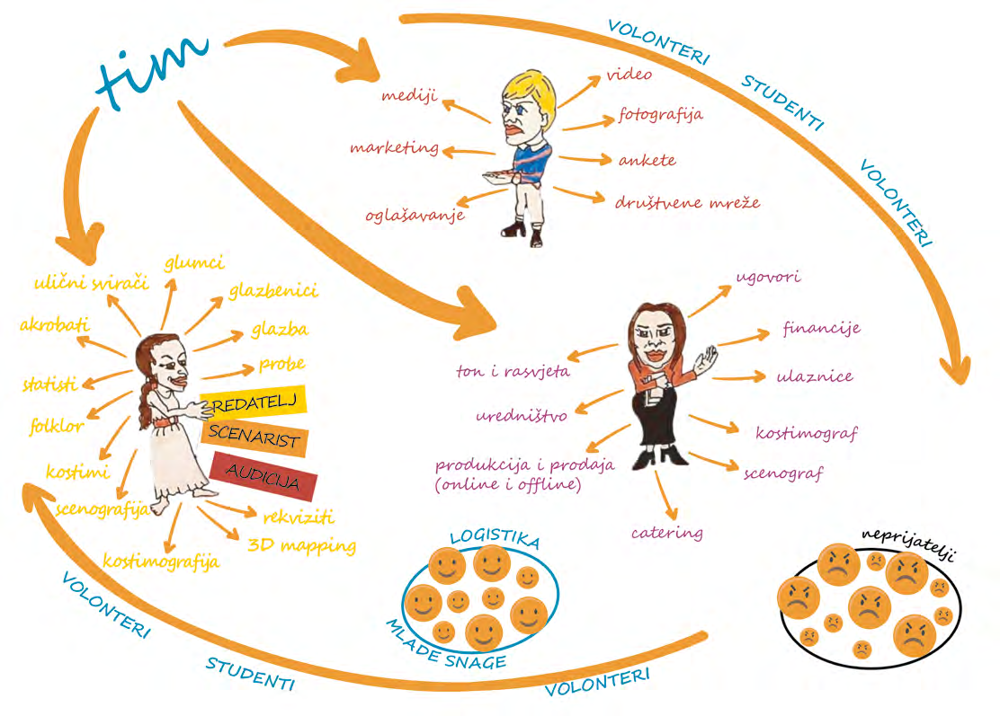 tim
VOLONTERI
STUDENTI
VOLONTERI
mediji
marketing
oglašavanje
video
fotografija
ankete
društvene mreže
ulični svirači
glumci
glazbenici
akrobati
glazba
statisti
probe
folklor
REDATELJ
SCENARIST
AUDICIJA
kostimi
scenografija
kostimografija
rekviziti
3D mapping
ugovori
financije
ulaznice
kostimograf
scenograf
ton i rasvjeta
uredništvo
produkcija i prodaja
(online i offline)
catering
LOGISTIKA
MLADE SNAGE
neprijatelji
VOLONTERI
STUDENTI
VOLONTERI